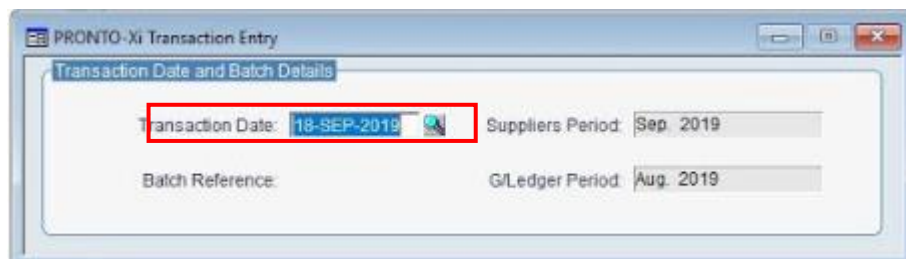 PRONTO-Xi Transaction Entry
Transaction Date and Batch Details
Transaction Date: 18-SEP-2019 Suppliers Period: Sep. 2019
Batch Reference: G/Ledger Period: Aug. 2019